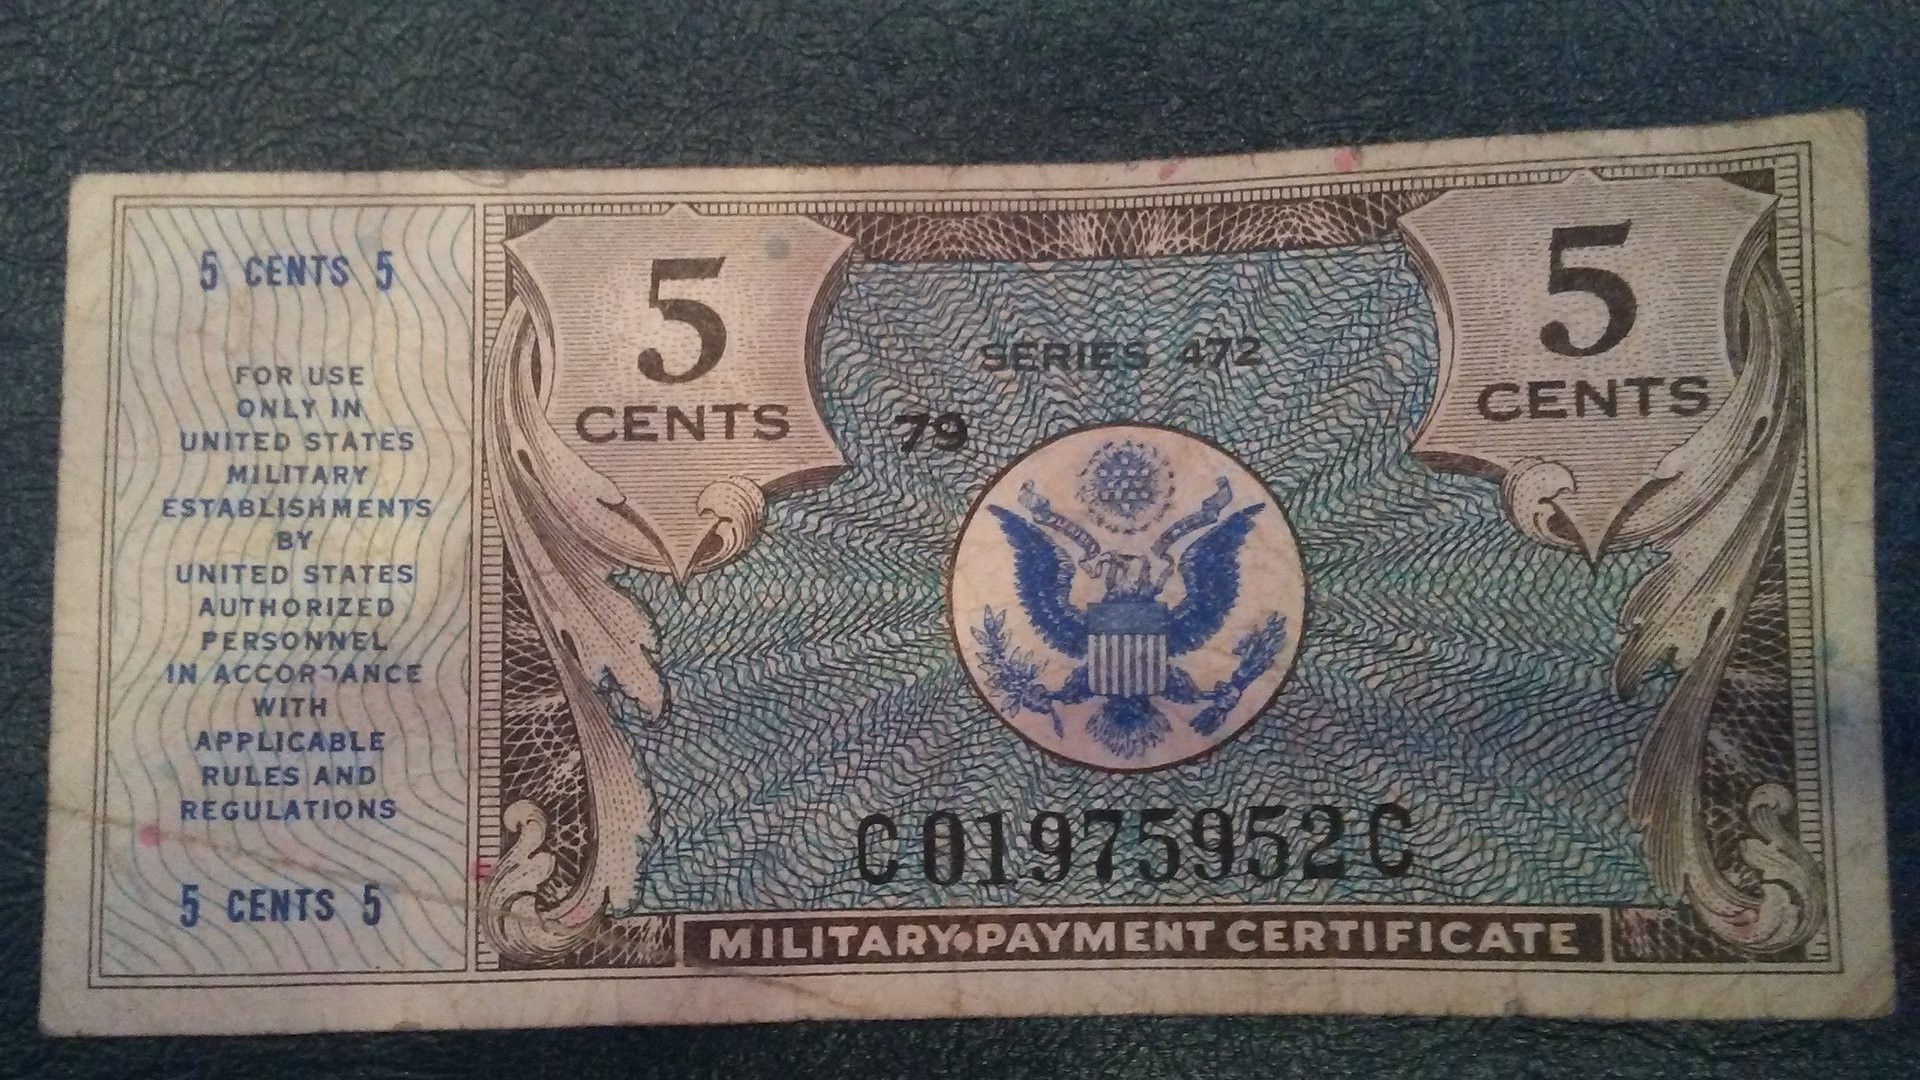 5 CENTS 5
FOR USE
ONLY IN
UNITED STATES
MILITARY
ESTABLISHMENTS
BY
UNITED STATES
AUTHORIZED
PERSONNEL
IN ACCORDANCE
WITH
APPLICABLE
RULES AND
REGULATIONS
5 CENTS 5
5
CENTS
SERIES 472
79
5
CENTS
C01975952C
MILITARY PAYMENT CERTIFICATE